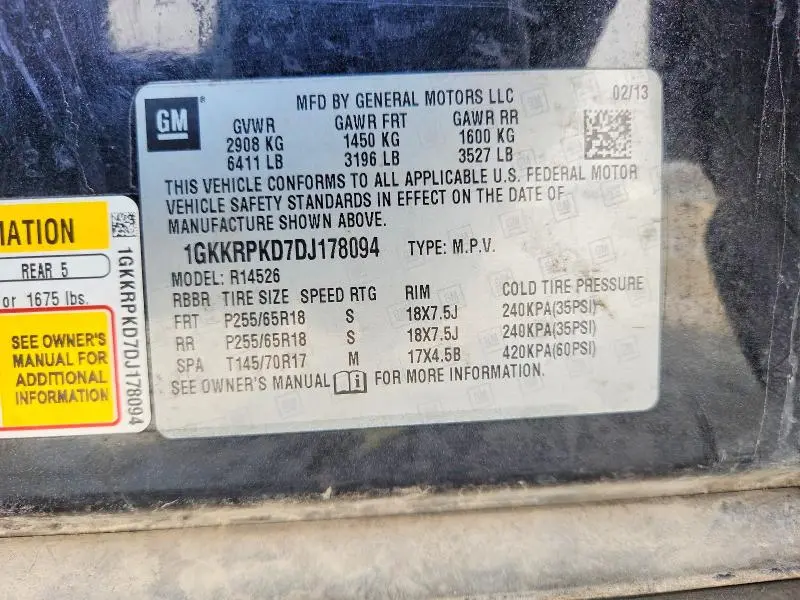 GM®
MFD BY GENERAL MOTORS LLC
02/13
GVWR GAWR FRT GAWR RR
2908 KG 1450 KG 1600 KG
6411 LB 3196 LB 3527 LB
THIS VEHICLE CONFORMS TO ALL APPLICABLE U.S. FEDERAL MOTOR
VEHICLE SAFETY STANDARDS IN EFFECT ON THE DATE OF
MANUFACTURE SHOWN ABOVE.
1GKKRPKD7DJ178094 TYPE: M.P.V.
MODEL: R14526
RBBR TIRE SIZE SPEED RTG RIM COLD TIRE PRESSURE
FRT P255/65R18 S 18X7.5J 240KPA(35PSI)
RR P255/65R18 S 18X7.5J 240KPA(35PSI)
SPA T145/70R17 M 17X4.5B 420KPA(60PSI)
SEE OWNER'S MANUAL i FOR MORE INFORMATION.
MATION
REAR 5
or 1675 lbs.
SEE OWNER'S
MANUAL FOR
ADDITIONAL
INFORMATION
1GKKRPKD7DJ178094